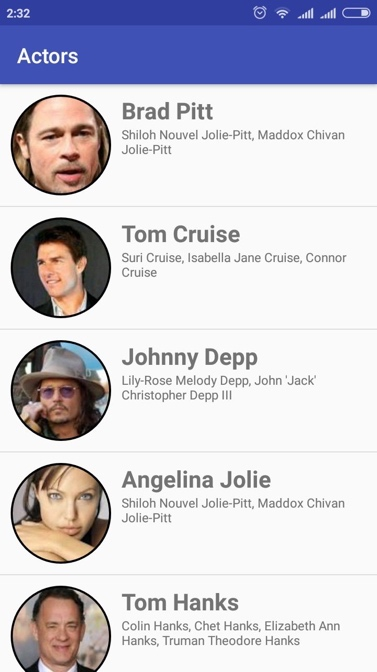 2:32
Actors
Brad Pitt
Shiloh Nouvel Jolie-Pitt, Maddox Chivan
Jolie-Pitt
Tom Cruise
Suri Cruise, Isabella Jane Cruise, Connor
Cruise
Johnny Depp
Lily-Rose Melody Depp, John 'Jack'
Christopher Depp III
Angelina Jolie
Shiloh Nouvel Jolie-Pitt, Maddox Chivan
Jolie-Pitt
Tom Hanks
Colin Hanks, Chet Hanks, Elizabeth Ann
Hanks, Truman Theodore Hanks